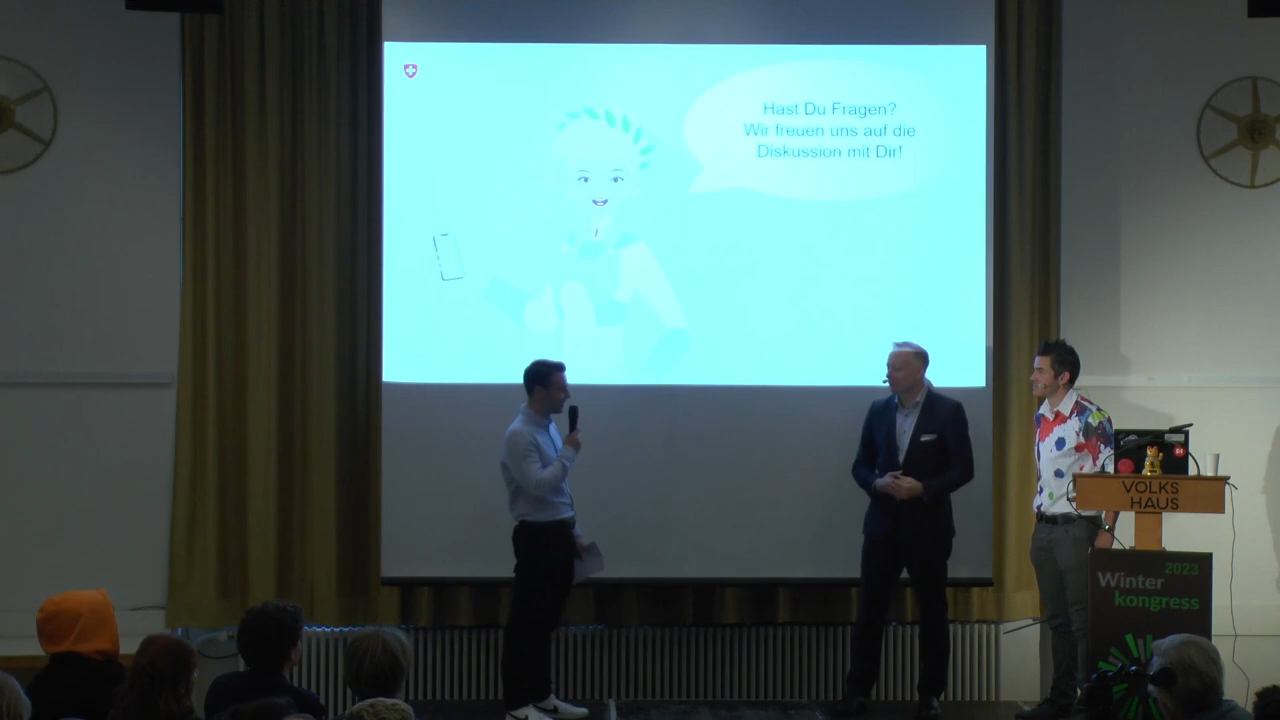 Hast Du Fragen?
Wir freuen uns auf die
Diskussion mit Dir!
VOLKS
HAUS
2023
Winter
kongress